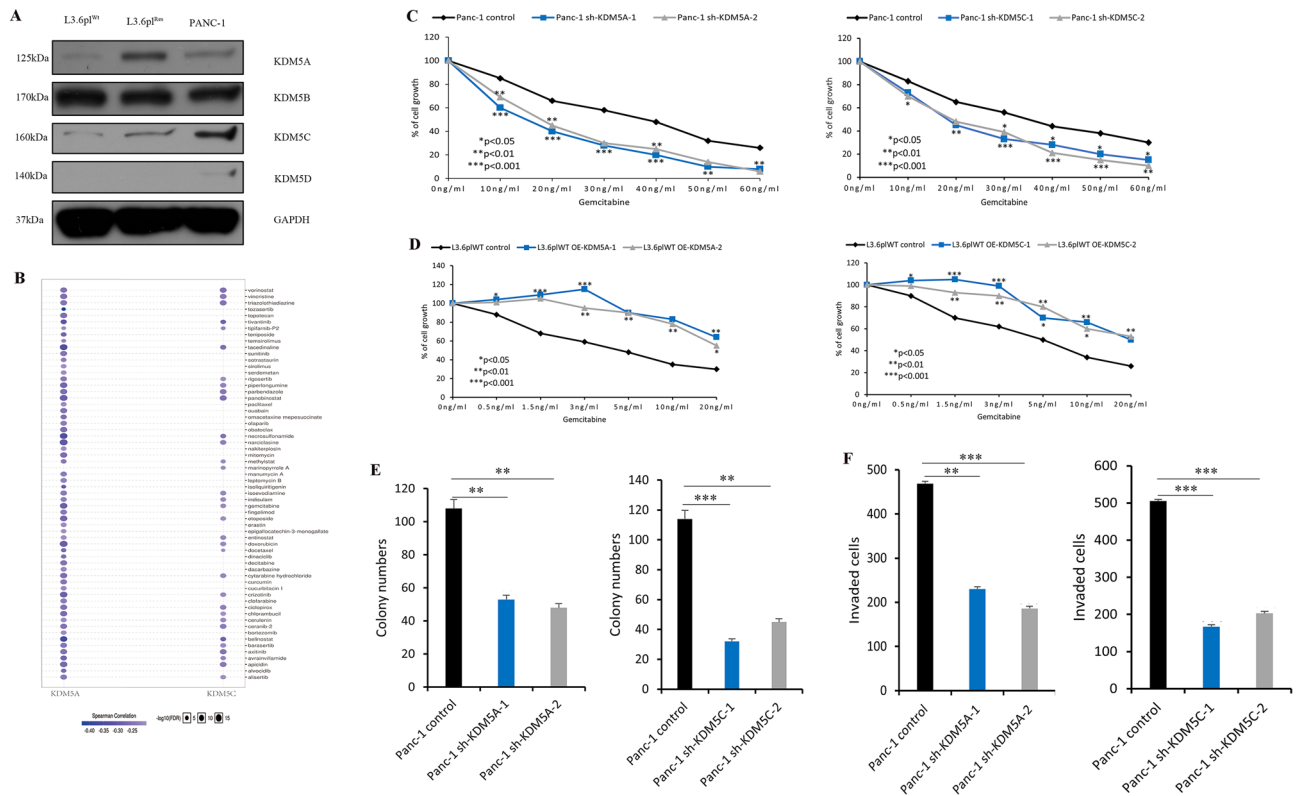 A
L3.6pl^Wt L3.6pl^Res PANC-1
125kDa KDM5A
170kDa KDM5B
160kDa KDM5C
140kDa KDM5D
37kDa GAPDH
B
vorinostat
vincristine
triazolothiadiazine
tozasertib
topotecan
tivantinib
tipifarnib-P2
teniposide
temsirolimus
tacedinaline
sunitinib
sotrastaurin
sirolimus
serdemetan
rigosertib
piperlongumine
parbendazole
panobinostat
paclitaxel
ouabain
omacetaxine mepesuccinate
olaparib
obatoclax
necrosulfonamide
narciclasine
nakiterpiosin
mitomycin
methylstat
marinopyrrole A
manumycin A
leptomycin B
isoliquiritigenin
isoevodiamine
indisulam
gemcitabine
fingolimod
etoposide
erastin
epigallocatechin-3-monogallate
entinostat
doxorubicin
docetaxel
dinaciclib
decitabine
dacarbazine
cytarabine hydrochloride
curcumin
cucurbitacin I
crizotinib
clofarabine
ciclopirox
chlorambucil
cerulenin
ceranib-2
bortezomib
belinostat
barasertib
axitinib
avrainvillamide
apicidin
alvocidib
alisertib
KDM5A KDM5C
Spearman Correlation
-0.40 -0.35 -0.30 -0.25
-log10(FDR) 5 10 15
C
Panc-1 control Panc-1 sh-KDM5A-1 Panc-1 sh-KDM5A-2
% of cell growth
120
100
80
60
40
20
0
** *** ** *** *** ** *** ** **
*p<0.05
**p<0.01
***p<0.001
0ng/ml 10ng/ml 20ng/ml 30ng/ml 40ng/ml 50ng/ml 60ng/ml
Gemcitabine
Panc-1 control Panc-1 sh-KDM5C-1 Panc-1 sh-KDM5C-2
% of cell growth
120
100
80
60
40
20
0
* ** * *** * *** * *** * **
*p<0.05
**p<0.01
***p<0.001
0ng/ml 10ng/ml 20ng/ml 30ng/ml 40ng/ml 50ng/ml 60ng/ml
Gemcitabine
D
L3.6plWT control L3.6plWT OE-KDM5A-1 L3.6plWT OE-KDM5A-2
% of cell growth
140
120
100
80
60
40
20
0
* *** *** ** ** ** ** *
*p<0.05
**p<0.01
***p<0.001
0ng/ml 0.5ng/ml 1.5ng/ml 3ng/ml 5ng/ml 10ng/ml 20ng/ml
Gemcitabine
L3.6plWT control L3.6plWT OE-KDM5C-1 L3.6plWT OE-KDM5C-2
% of cell growth
120
100
80
60
40
20
0
* *** ** *** ** ** * ** * **
*p<0.05
**p<0.01
***p<0.001
0ng/ml 0.5ng/ml 1.5ng/ml 3ng/ml 5ng/ml 10ng/ml 20ng/ml
Gemcitabine
E
Colony numbers
120
100
80
60
40
20
0
**
**
Panc-1 control Panc-1 sh-KDM5A-1 Panc-1 sh-KDM5A-2
Colony numbers
140
120
100
80
60
40
20
0
**
***
Panc-1 control Panc-1 sh-KDM5C-1 Panc-1 sh-KDM5C-2
F
Invaded cells
500
400
300
200
100
0
***
**
Panc-1 control Panc-1 sh-KDM5A-1 Panc-1 sh-KDM5A-2
Invaded cells
600
500
400
300
200
100
0
***
***
Panc-1 control Panc-1 sh-KDM5C-1 Panc-1 sh-KDM5C-2